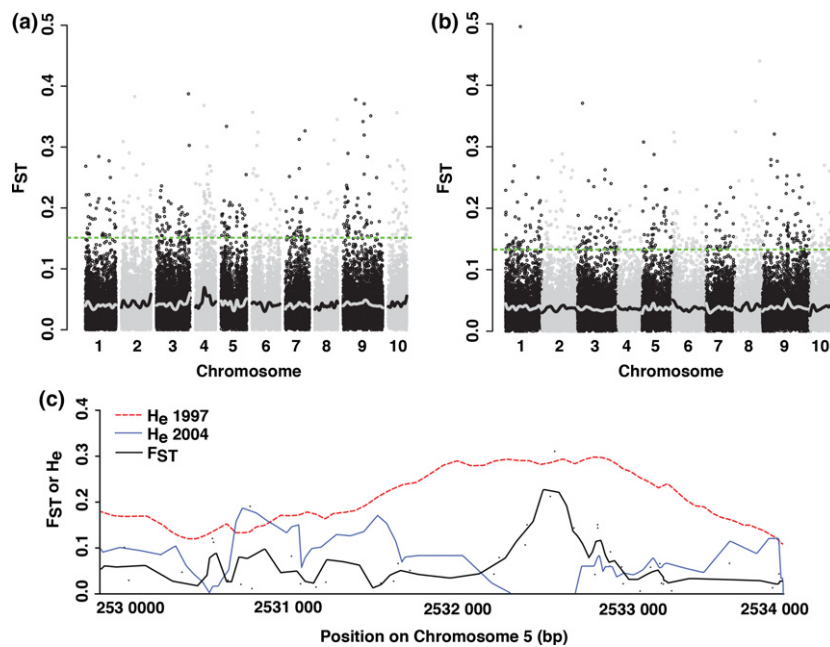 (a)
0.5
0.4
0.3
0.2
0.1
0.0
FST
1 2 3 4 5 6 7 8 9 10
Chromosome
(b)
0.5
0.4
0.3
0.2
0.1
0.0
FST
1 2 3 4 5 6 7 8 9 10
Chromosome
(c)
0.4
0.3
0.2
0.1
0.0
FST or He
He 1997
He 2004
FST
253 0000 2531 000 2532 000 2533 000 2534 000
Position on Chromosome 5 (bp)